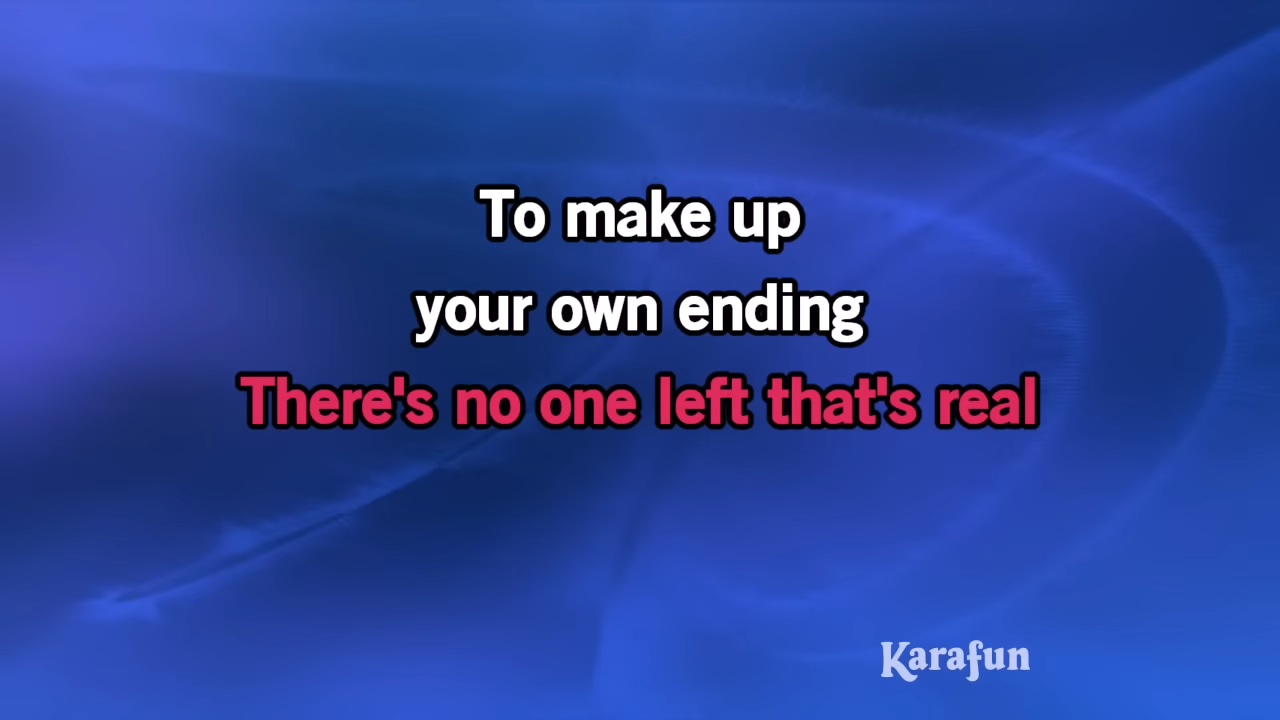 To make up
your own ending
There's no one left that's real
Karafun